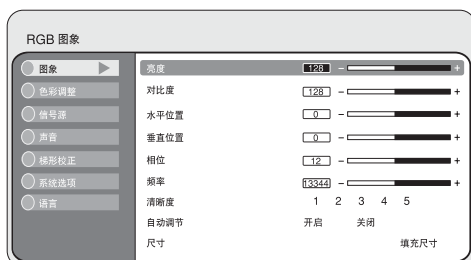 RGB 图象
图象
色彩调整
信号源
声音
梯形校正
系统选项
语言
亮度 128 - +
对比度 128 - +
水平位置 0 - +
垂直位置 0 - +
相位 12 - +
频率 13344 - +
清晰度 1 2 3 4 5
自动调节 开启 关闭
尺寸 填充尺寸